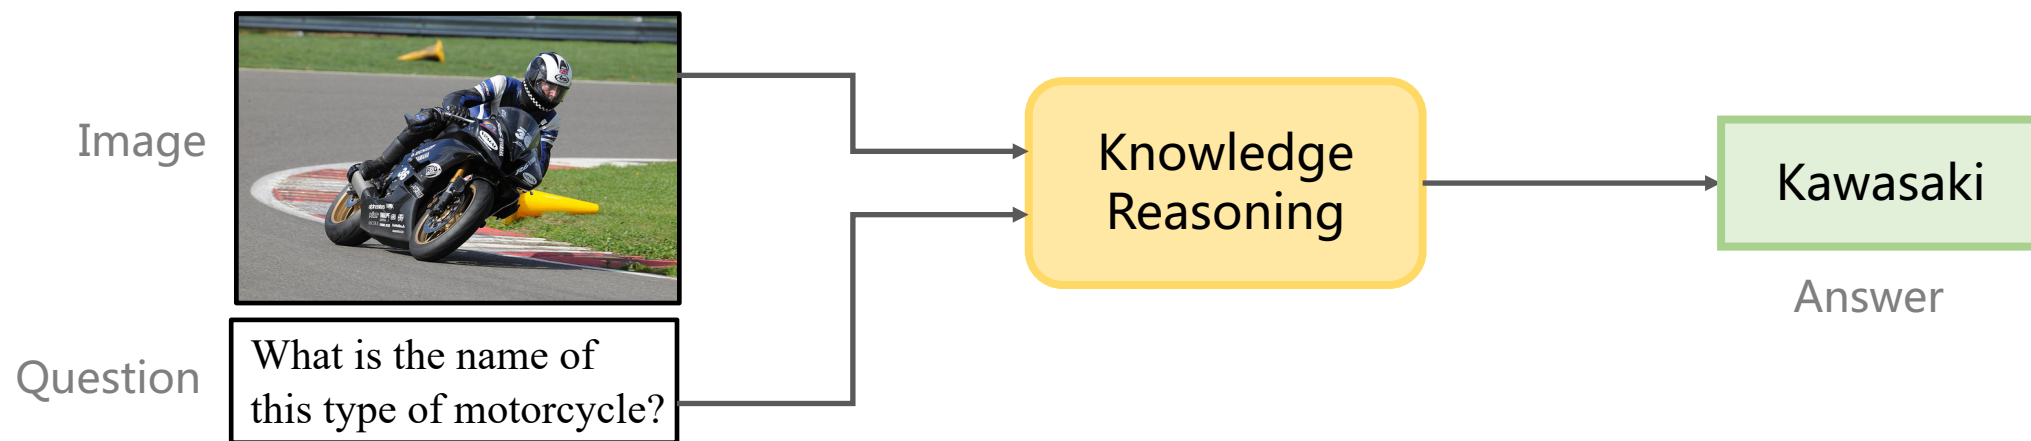 Image
Question
What is the name of
this type of motorcycle?
Knowledge
Reasoning
Kawasaki
Answer